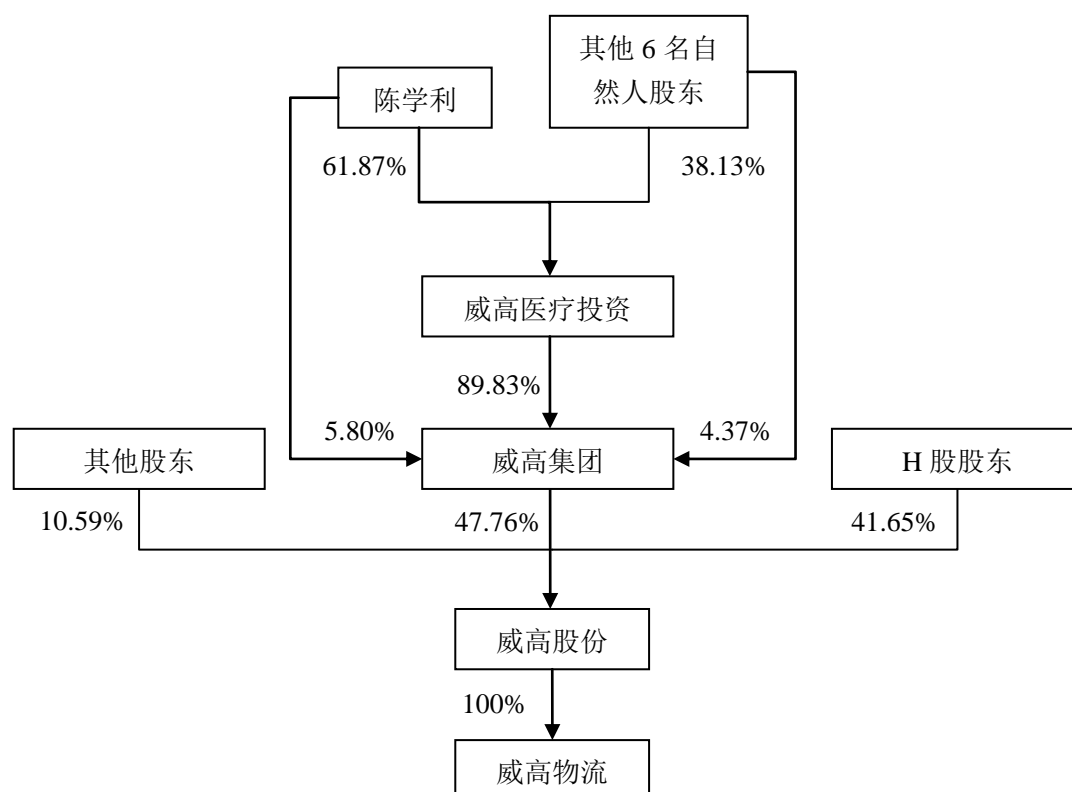 其他 6 名自
然人股东
陈学利
61.87%
38.13%
威高医疗投资
89.83%
5.80%
4.37%
其他股东
威高集团
H 股股东
10.59%
47.76%
41.65%
威高股份
100%
威高物流